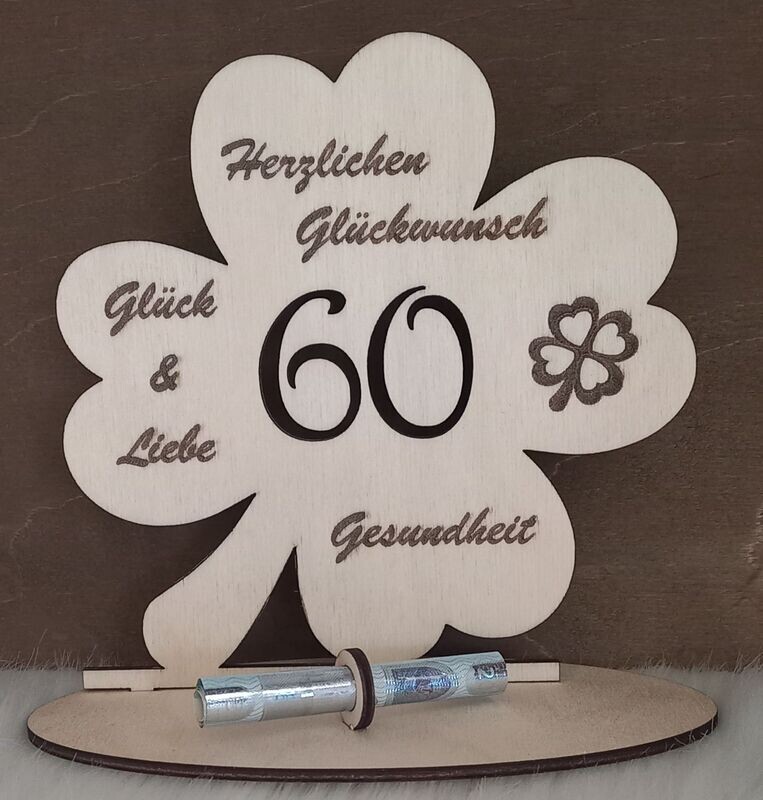 Herzlichen
Glückwunsch
Glück
&
Liebe
60
Gesundheit